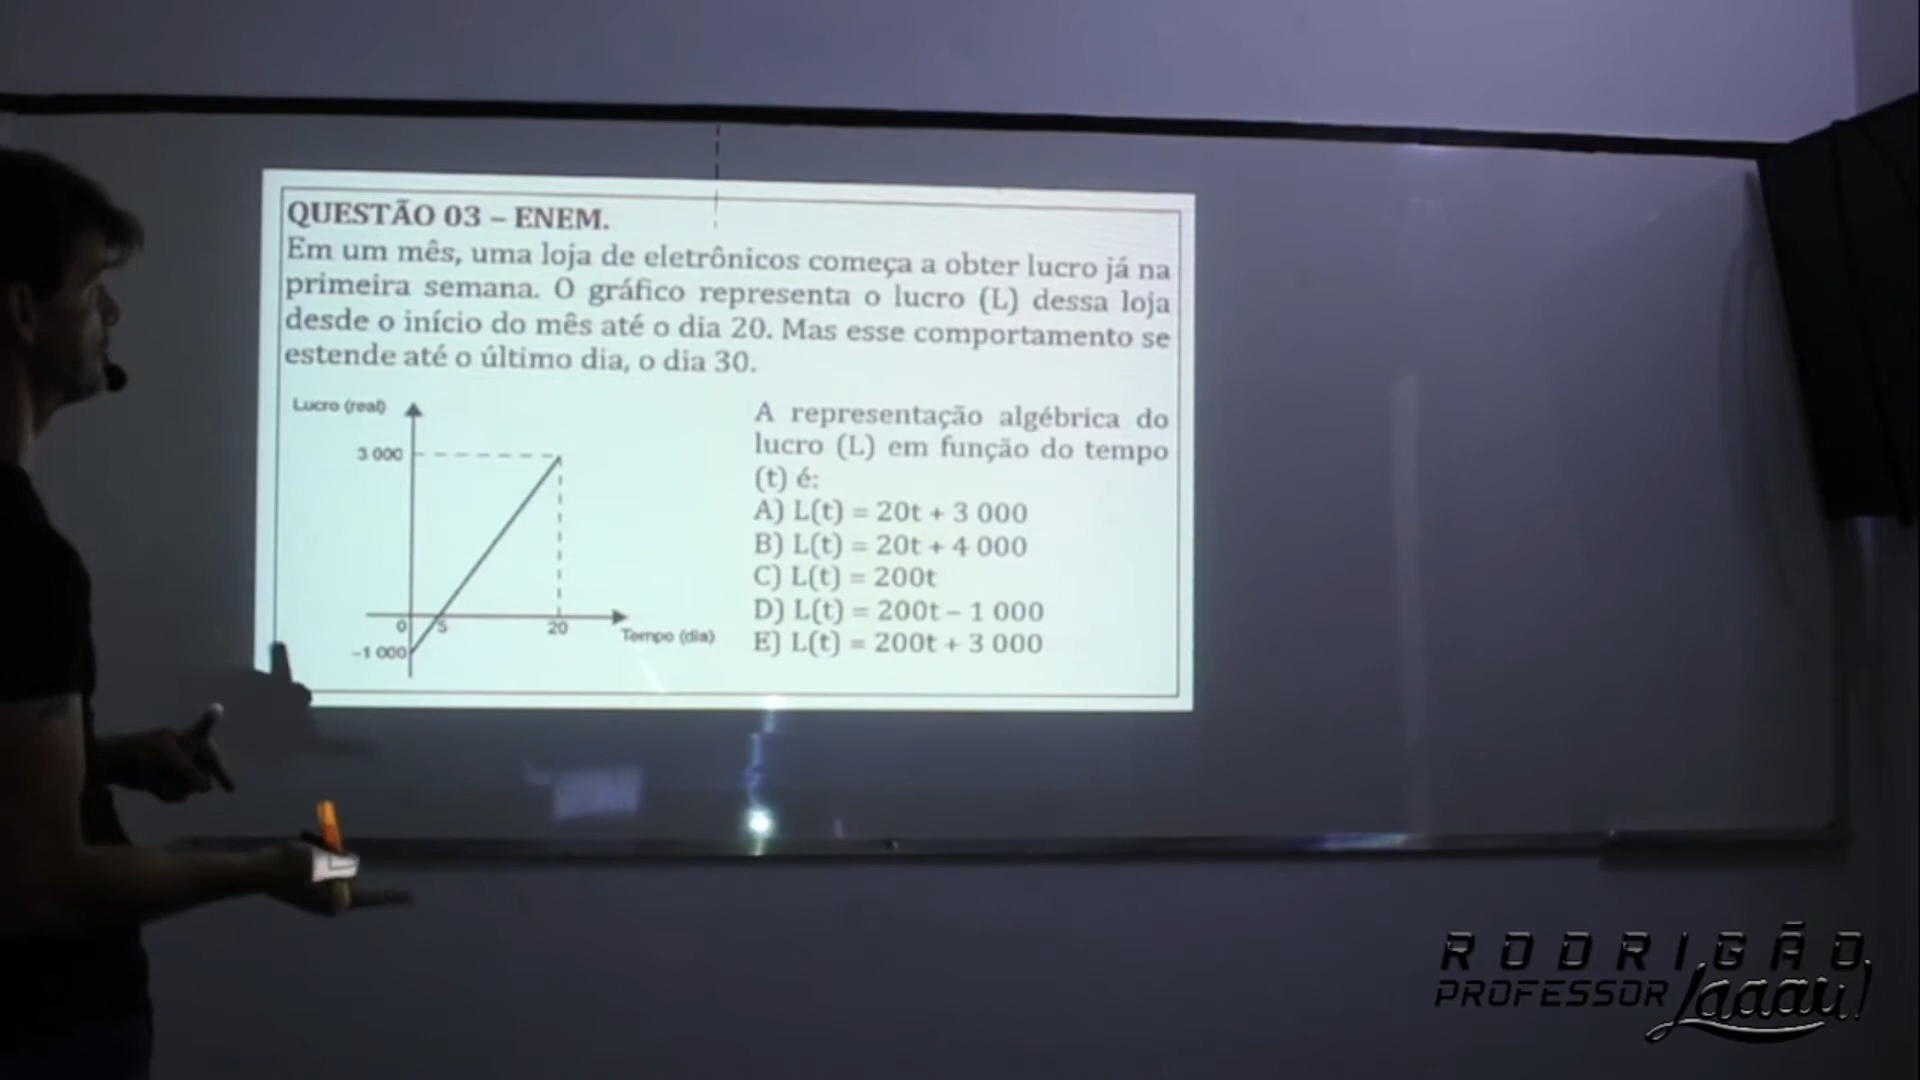 QUESTÃO 03 – ENEM.
Em um mês, uma loja de eletrônicos começa a obter lucro já na
primeira semana. O gráfico representa o lucro (L) dessa loja
desde o início do mês até o dia 20. Mas esse comportamento se
estende até o último dia, o dia 30.
Lucro (real)
3 000
0
5
20
Tempo (dia)
–1 000
A representação algébrica do
lucro (L) em função do tempo
(t) é:
A) L(t) = 20t + 3 000
B) L(t) = 20t + 4 000
C) L(t) = 200t
D) L(t) = 200t – 1 000
E) L(t) = 200t + 3 000
RODRIGÃO
PROFESSOR Laaau!